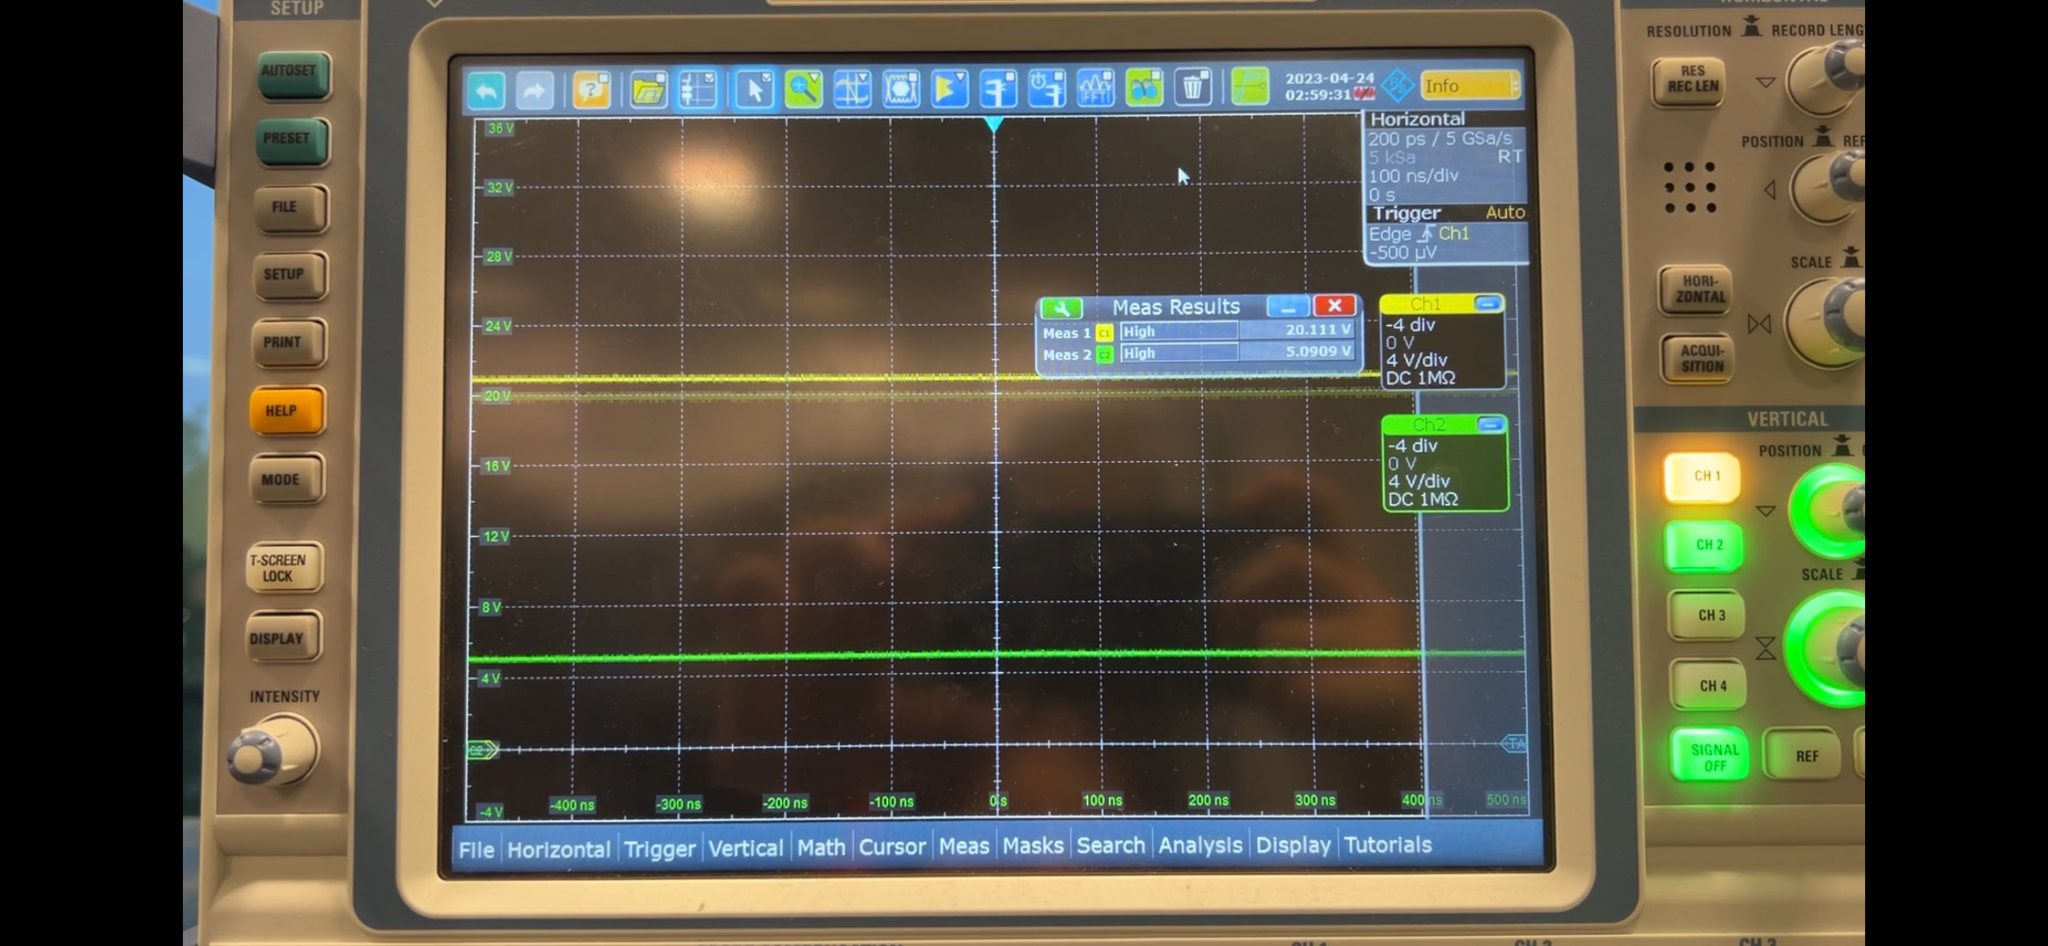 SETUP
AUTOSET
PRESET
FILE
SETUP
PRINT
HELP
MODE
T-SCREEN
LOCK
DISPLAY
INTENSITY
2023-04-24
02:59:31
Info
FFT
Horizontal
200 ps / 5 GSa/s
5 kSa RT
100 ns/div
0 s
Trigger Auto
Edge Ch1
-500 µV
36 V
32 V
28 V
24 V
20 V
16 V
12 V
8 V
4 V
-4 V
Meas Results
Meas 1 C1 High 20.111 V
Meas 2 C2 High 5.0909 V
Ch1
-4 div
0 V
4 V/div
DC 1MΩ
Ch2
-4 div
0 V
4 V/div
DC 1MΩ
C2
TA
-400 ns -300 ns -200 ns -100 ns 0 s 100 ns 200 ns 300 ns 400 ns 500 ns
File Horizontal Trigger Vertical Math Cursor Meas Masks Search Analysis Display Tutorials
RESOLUTION RECORD LENG
RES
REC LEN
POSITION REF
SCALE
HORI-
ZONTAL
ACQUI-
SITION
VERTICAL
POSITION
CH 1
CH 2
SCALE
CH 3
CH 4
SIGNAL
OFF
REF